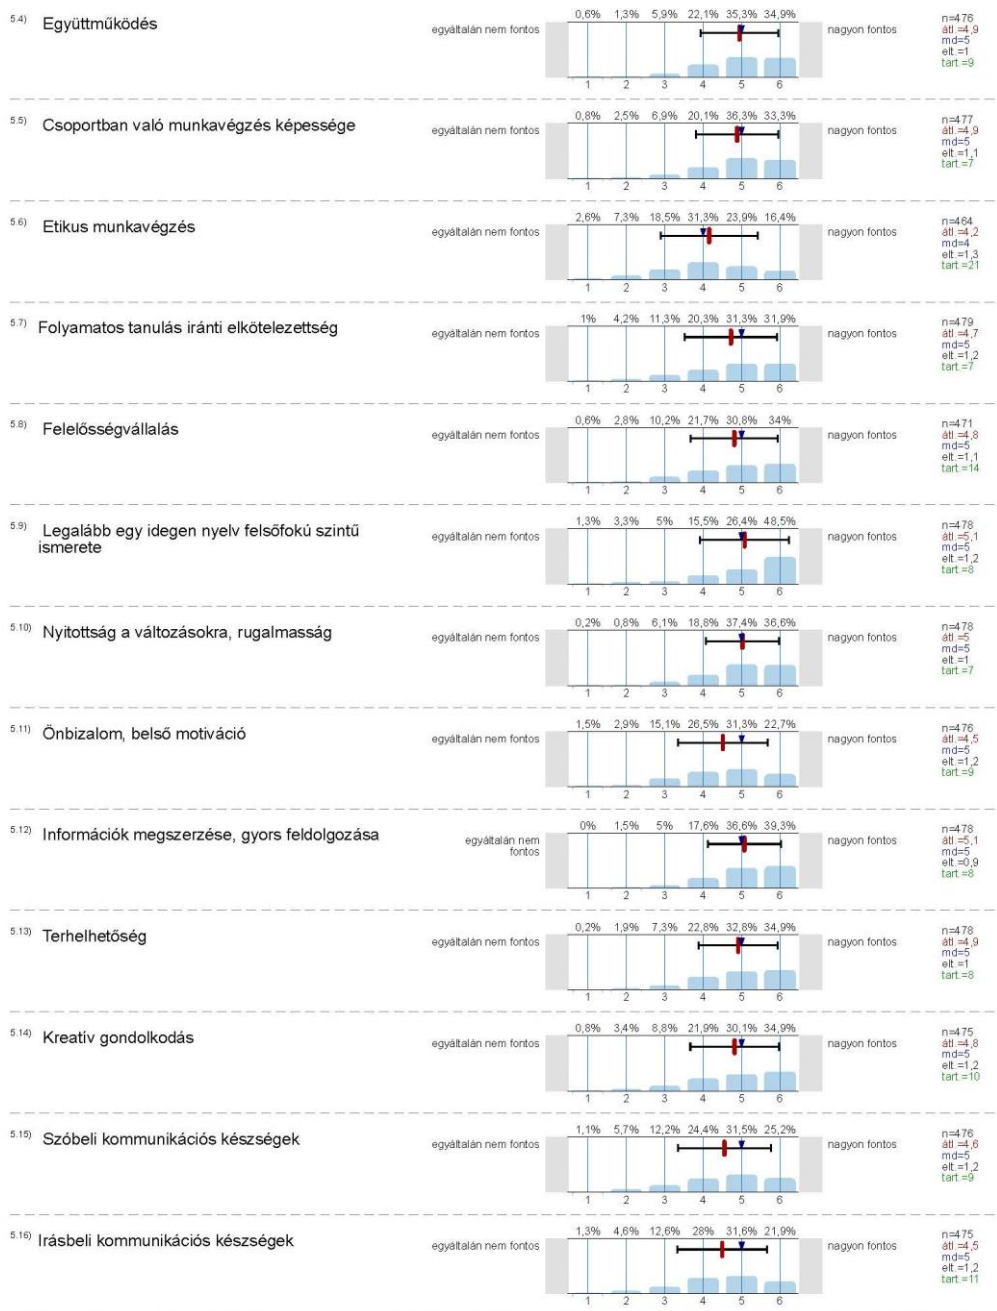 5.4) Együttműködés
egyáltalán nem fontos
0,6% 1,3% 5,9% 22,1% 35,3% 34,9%
1 2 3 4 5 6
nagyon fontos
n=476
átl.=4,9
md=5
elt.=1
tart.=9
5.5) Csoportban való munkavégzés képessége
egyáltalán nem fontos
0,8% 2,5% 6,9% 20,1% 36,3% 33,3%
1 2 3 4 5 6
nagyon fontos
n=477
átl.=4,9
md=5
elt.=1,1
tart.=7
5.6) Etikus munkavégzés
egyáltalán nem fontos
2,6% 7,3% 18,5% 31,3% 23,9% 16,4%
1 2 3 4 5 6
nagyon fontos
n=464
átl.=4,2
md=4
elt.=1,3
tart.=21
5.7) Folyamatos tanulás iránti elkötelezettség
egyáltalán nem fontos
1% 4,2% 11,3% 20,3% 31,3% 31,9%
1 2 3 4 5 6
nagyon fontos
n=479
átl.=4,7
md=5
elt.=1,2
tart.=7
5.8) Felelősségvállalás
egyáltalán nem fontos
0,6% 2,8% 10,2% 21,7% 30,8% 34%
1 2 3 4 5 6
nagyon fontos
n=471
átl.=4,8
md=5
elt.=1,1
tart.=14
5.9) Legalább egy idegen nyelv felsőfokú szintű
ismerete
egyáltalán nem fontos
1,3% 3,3% 5% 15,5% 26,4% 48,5%
1 2 3 4 5 6
nagyon fontos
n=478
átl.=5,1
md=5
elt.=1,2
tart.=8
5.10) Nyitottság a változásokra, rugalmasság
egyáltalán nem fontos
0,2% 0,8% 6,1% 18,8% 37,4% 36,6%
1 2 3 4 5 6
nagyon fontos
n=478
átl.=5
md=5
elt.=1
tart.=7
5.11) Önbizalom, belső motiváció
egyáltalán nem fontos
1,5% 2,9% 15,1% 26,5% 31,3% 22,7%
1 2 3 4 5 6
nagyon fontos
n=476
átl.=4,5
md=5
elt.=1,2
tart.=9
5.12) Információk megszerzése, gyors feldolgozása
egyáltalán nem
fontos
0% 1,5% 5% 17,6% 36,6% 39,3%
1 2 3 4 5 6
nagyon fontos
n=478
átl.=5,1
md=5
elt.=0,9
tart.=8
5.13) Terhelhetőség
egyáltalán nem fontos
0,2% 1,9% 7,3% 22,8% 32,8% 34,9%
1 2 3 4 5 6
nagyon fontos
n=478
átl.=4,9
md=5
elt.=1
tart.=8
5.14) Kreatív gondolkodás
egyáltalán nem fontos
0,8% 3,4% 8,8% 21,9% 30,1% 34,9%
1 2 3 4 5 6
nagyon fontos
n=475
átl.=4,8
md=5
elt.=1,2
tart.=10
5.15) Szóbeli kommunikációs készségek
egyáltalán nem fontos
1,1% 5,7% 12,2% 24,4% 31,5% 25,2%
1 2 3 4 5 6
nagyon fontos
n=476
átl.=4,6
md=5
elt.=1,2
tart.=9
5.16) Irásbeli kommunikációs készségek
egyáltalán nem fontos
1,3% 4,6% 12,6% 28% 31,6% 21,9%
1 2 3 4 5 6
nagyon fontos
n=475
átl.=4,5
md=5
elt.=1,2
tart.=11